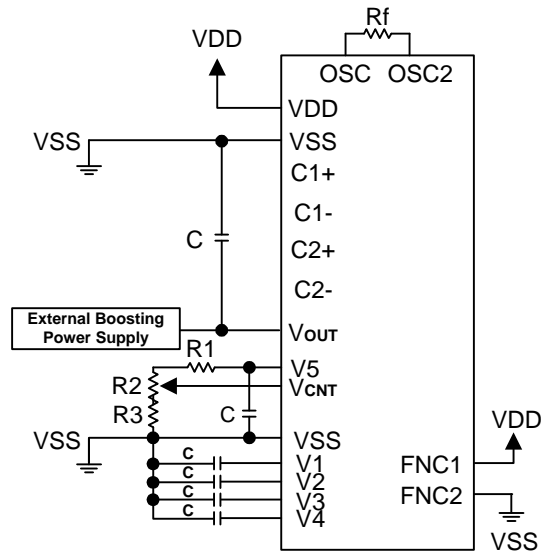 Rf
VDD
OSC OSC2
VDD
VSS
VSS
C1+
C1-
C
C2+
C2-
External Boosting
Power Supply
VOUT
R1
V5
R2
VCNT
R3
C
VSS
VSS
VDD
C
V1
FNC1
C
V2
C
V3
FNC2
C
V4
VSS